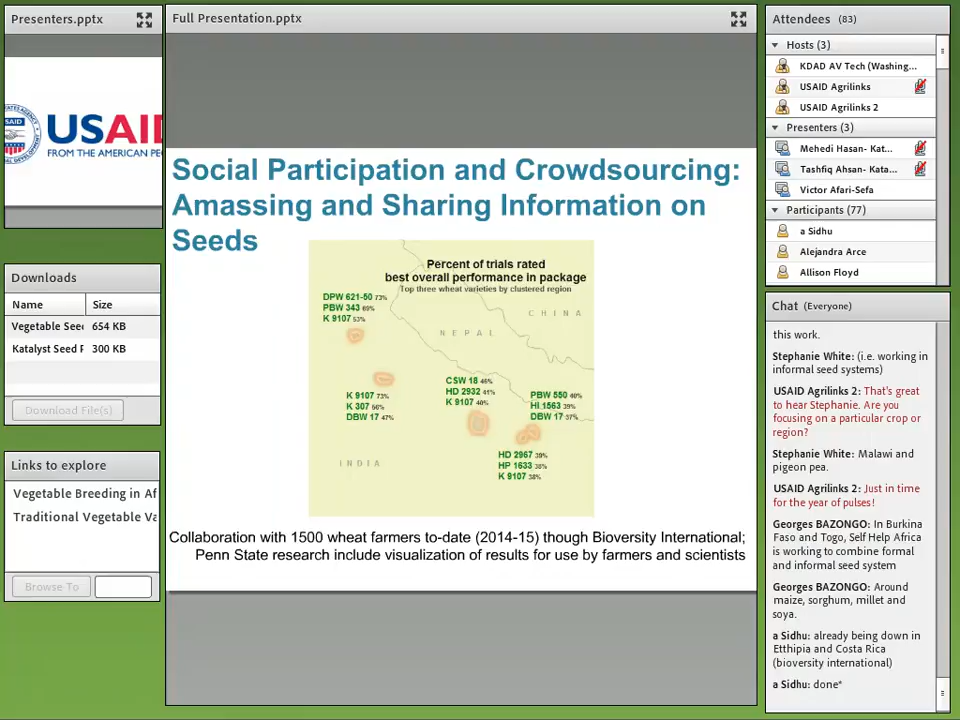 Presenters.pptx
USAID
FROM THE AMERICAN PE
Full Presentation.pptx
Social Participation and Crowdsourcing:
Amassing and Sharing Information on
Seeds
Percent of trials rated
best overall performance in package
Top three wheat varieties by clustered region
DPW 621-50 73%
PBW 343 69%
K 9107 53%
CHINA
NEPAL
K 9107 73%
K 307 50%
DBW 17 47%
CSW 18 46%
HD 2932 41%
K 9107 40%
PBW 550 40%
HI 1563 39%
DBW 17 37%
HD 2967 39%
HP 1633 38%
K 9107 38%
INDIA
Collaboration with 1500 wheat farmers to-date (2014-15) though Bioversity International;
Penn State research include visualization of results for use by farmers and scientists
Downloads
Name Size
Vegetable See 654 KB
Katalyst Seed F 300 KB
Download File(s)
Links to explore
Vegetable Breeding in Af
Traditional Vegetable Va
Browse To
Attendees (83)
Hosts (3)
KDAD AV Tech (Washing...
USAID Agrilinks
USAID Agrilinks 2
Presenters (3)
Mehedi Hasan- Kat...
Tashfiq Ahsan- Kata...
Victor Afari-Sefa
Participants (77)
a Sidhu
Alejandra Arce
Allison Floyd
Chat (Everyone)
this work.
Stephanie White: (i.e. working in
informal seed systems)
USAID Agrilinks 2: That's great
to hear Stephanie. Are you
focusing on a particular crop or
region?
Stephanie White: Malawi and
pigeon pea.
USAID Agrilinks 2: Just in time
for the year of pulses!
Georges BAZONGO: In Burkina
Faso and Togo, Self Help Africa
is working to combine formal
and informal seed system
Georges BAZONGO: Around
maize, sorghum, millet and
soya.
a Sidhu: already being down in
Etthipia and Costa Rica
(bioversity international)
a Sidhu: done*